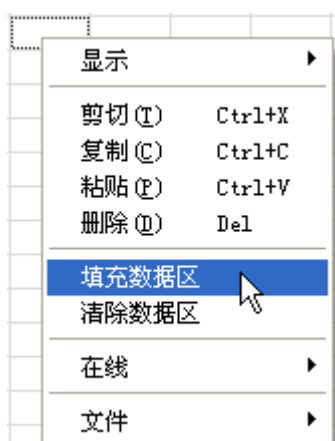 显示
剪切(T) Ctrl+X
复制(C) Ctrl+C
粘贴(P) Ctrl+V
删除(D) Del
填充数据区
清除数据区
在线
文件